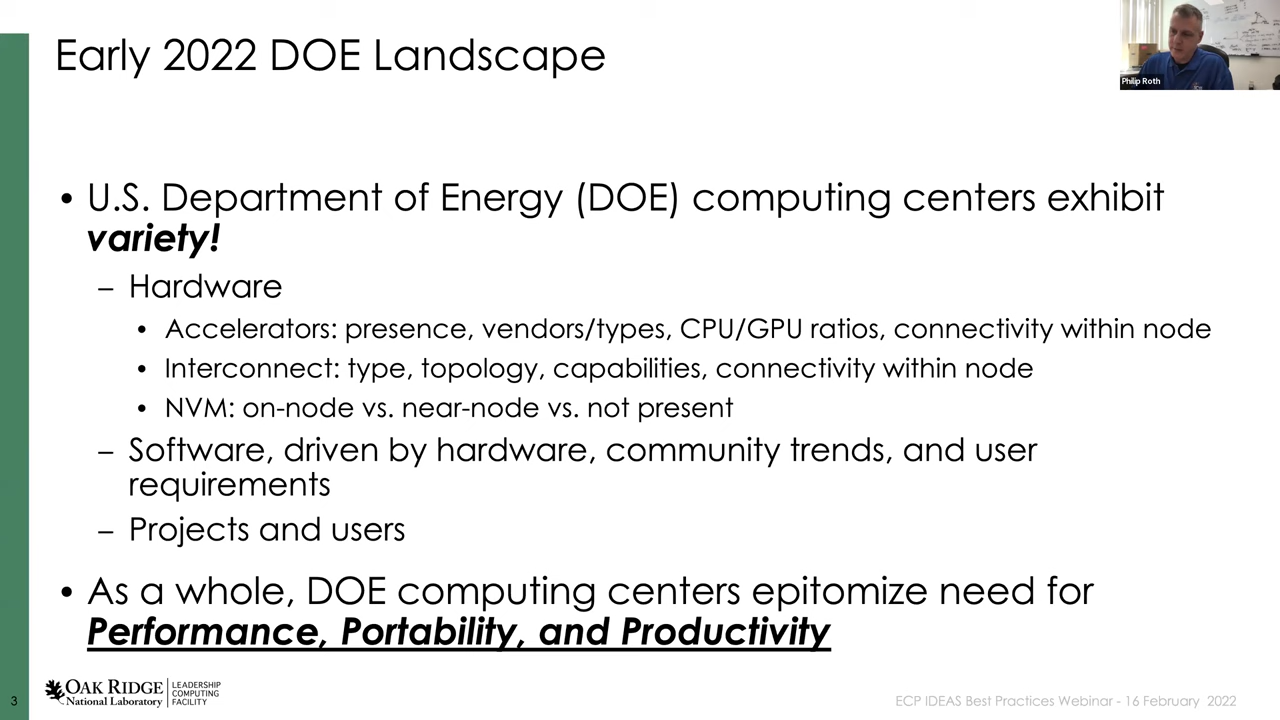 Early 2022 DOE Landscape
Philip Roth
• U.S. Department of Energy (DOE) computing centers exhibit
variety!
– Hardware
• Accelerators: presence, vendors/types, CPU/GPU ratios, connectivity within node
• Interconnect: type, topology, capabilities, connectivity within node
• NVM: on-node vs. near-node vs. not present
– Software, driven by hardware, community trends, and user
requirements
– Projects and users
• As a whole, DOE computing centers epitomize need for
Performance, Portability, and Productivity
3
OAK RIDGE
National Laboratory
LEADERSHIP
COMPUTING
FACILITY
ECP IDEAS Best Practices Webinar - 16 February 2022